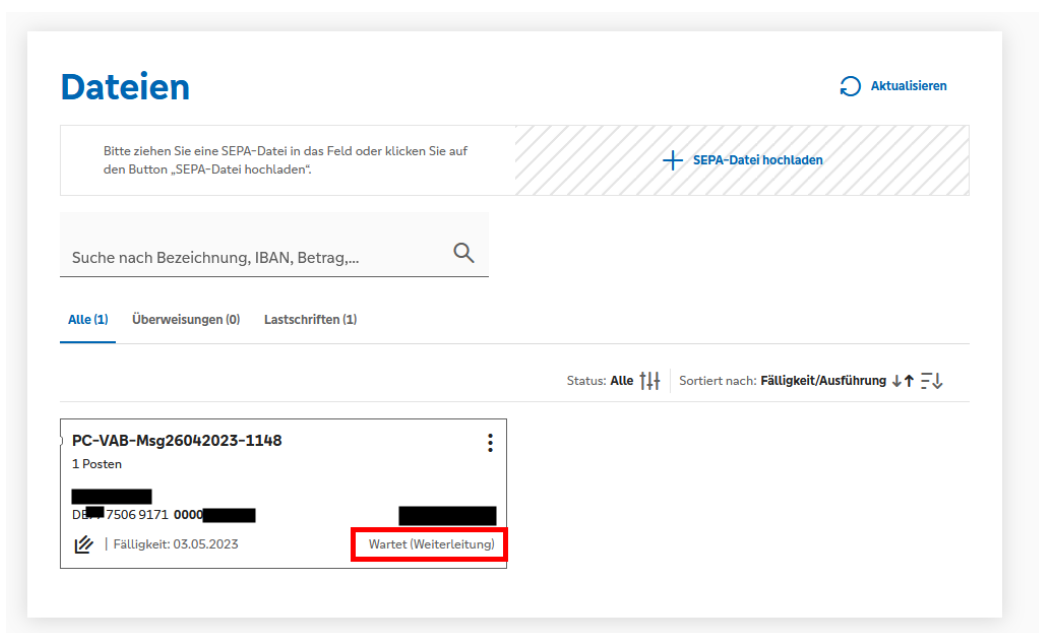 Dateien
Aktualisieren
Bitte ziehen Sie eine SEPA-Datei in das Feld oder klicken Sie auf
den Button „SEPA-Datei hochladen“.
SEPA-Datei hochladen
Suche nach Bezeichnung, IBAN, Betrag,...
Alle (1) Überweisungen (0) Lastschriften (1)
Status: Alle Sortiert nach: Fälligkeit/Ausführung
PC-VAB-Msg26042023-1148
1 Posten
7506 9171 0000
| Fälligkeit: 03.05.2023 Wartet (Weiterleitung)